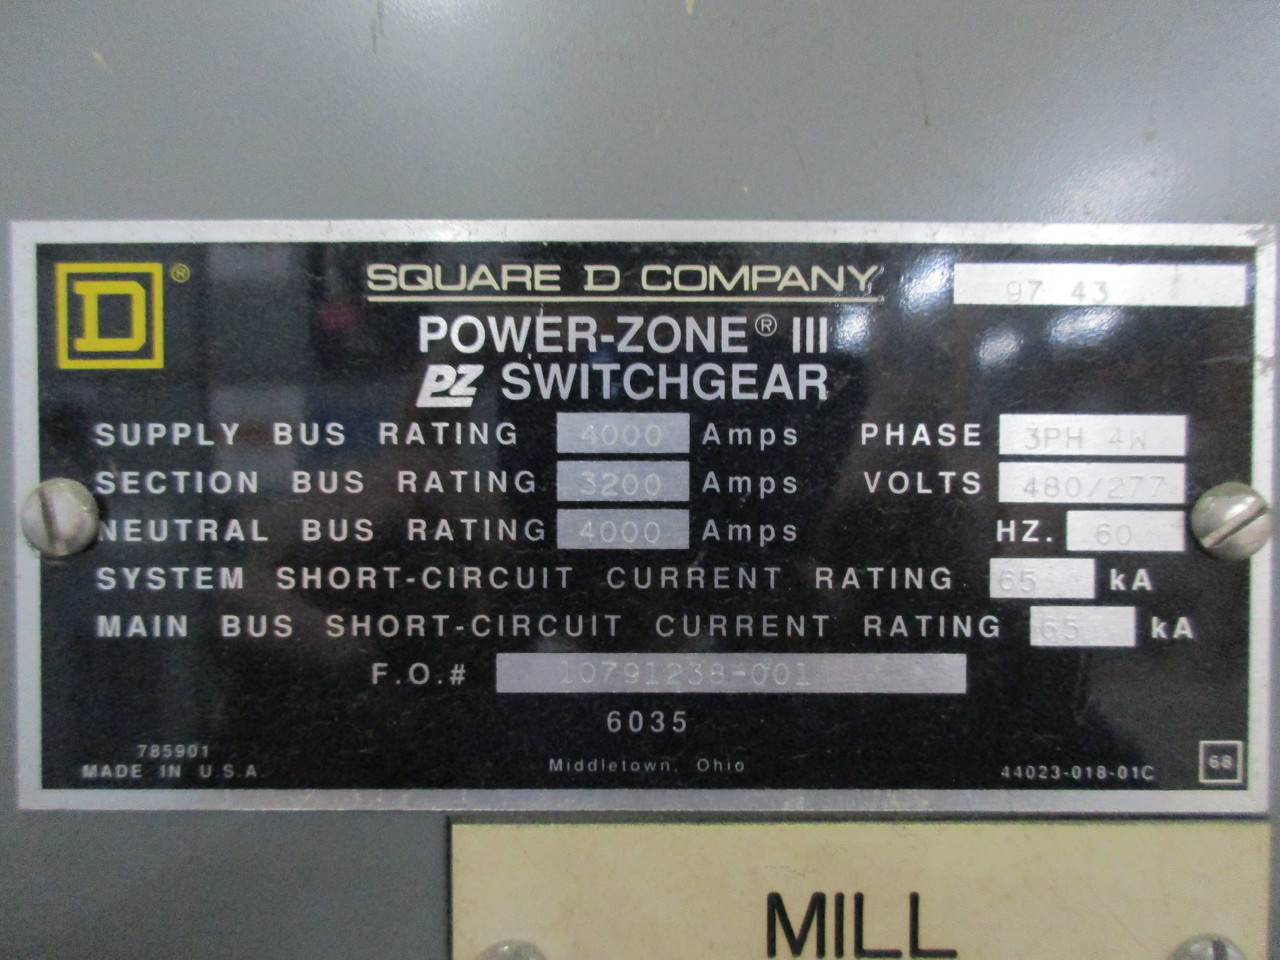 D ®
SQUARE D COMPANY
97 43
POWER-ZONE ® III
PZ SWITCHGEAR
SUPPLY BUS RATING 4000 Amps PHASE 3PH 4W
SECTION BUS RATING 3200 Amps VOLTS 480/277
NEUTRAL BUS RATING 4000 Amps HZ. 60
SYSTEM SHORT-CIRCUIT CURRENT RATING 65 kA
MAIN BUS SHORT-CIRCUIT CURRENT RATING 65 kA
F.O.# 10791238-001
6035
785901
MADE IN U.S.A.
Middletown, Ohio
44023-018-01C
68
MILL